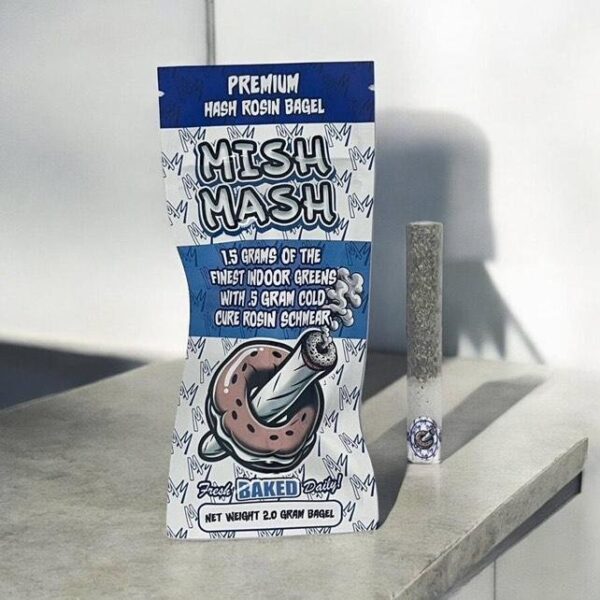 PREMIUM
HASH ROSIN BAGEL
MISH
MASH
1.5 GRAMS OF THE
FINEST INDOOR GREENS
WITH .5 GRAM COLD
CURE ROSIN SCHMEAR
Fresh BAKED Daily!
NET WEIGHT 2.0 GRAM BAGEL